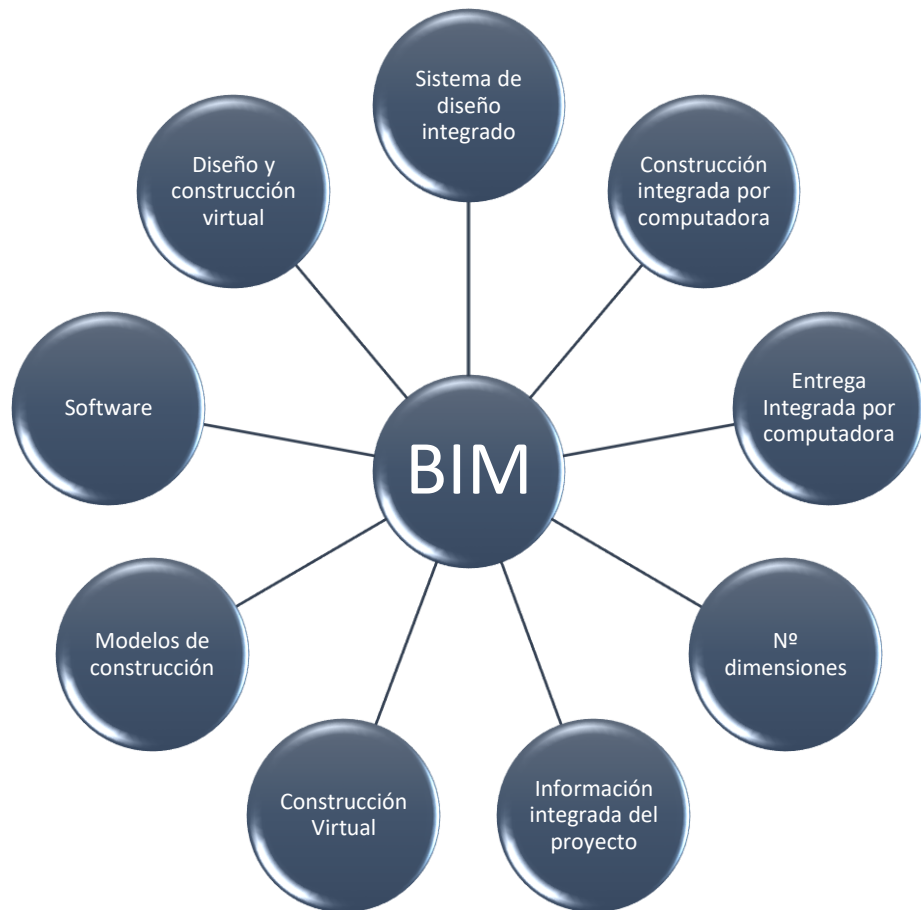 Sistema de
diseño
integrado
Diseño y
construcción
virtual
Construcción
integrada por
computadora
Software
Entrega
Integrada por
computadora
BIM
Modelos de
construcción
Nº
dimensiones
Construcción
Virtual
Información
integrada del
proyecto